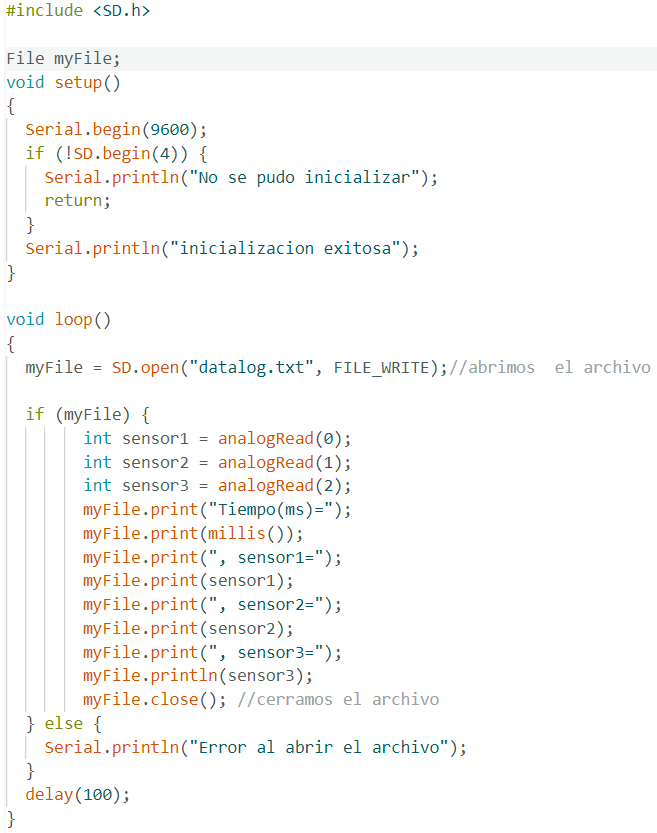 #include <SD.h>
File myFile;
void setup()
{
Serial.begin(9600);
if (!SD.begin(4)) {
Serial.println("No se pudo inicializar");
return;
}
Serial.println("inicializacion exitosa");
}
void loop()
{
myFile = SD.open("datalog.txt", FILE_WRITE);//abrimos  el archivo
if (myFile) {
int sensor1 = analogRead(0);
int sensor2 = analogRead(1);
int sensor3 = analogRead(2);
myFile.print("Tiempo(ms)=");
myFile.print(millis());
myFile.print(", sensor1=");
myFile.print(sensor1);
myFile.print(", sensor2=");
myFile.print(sensor2);
myFile.print(", sensor3=");
myFile.println(sensor3);
myFile.close(); //cerramos el archivo
} else {
Serial.println("Error al abrir el archivo");
}
delay(100);
}